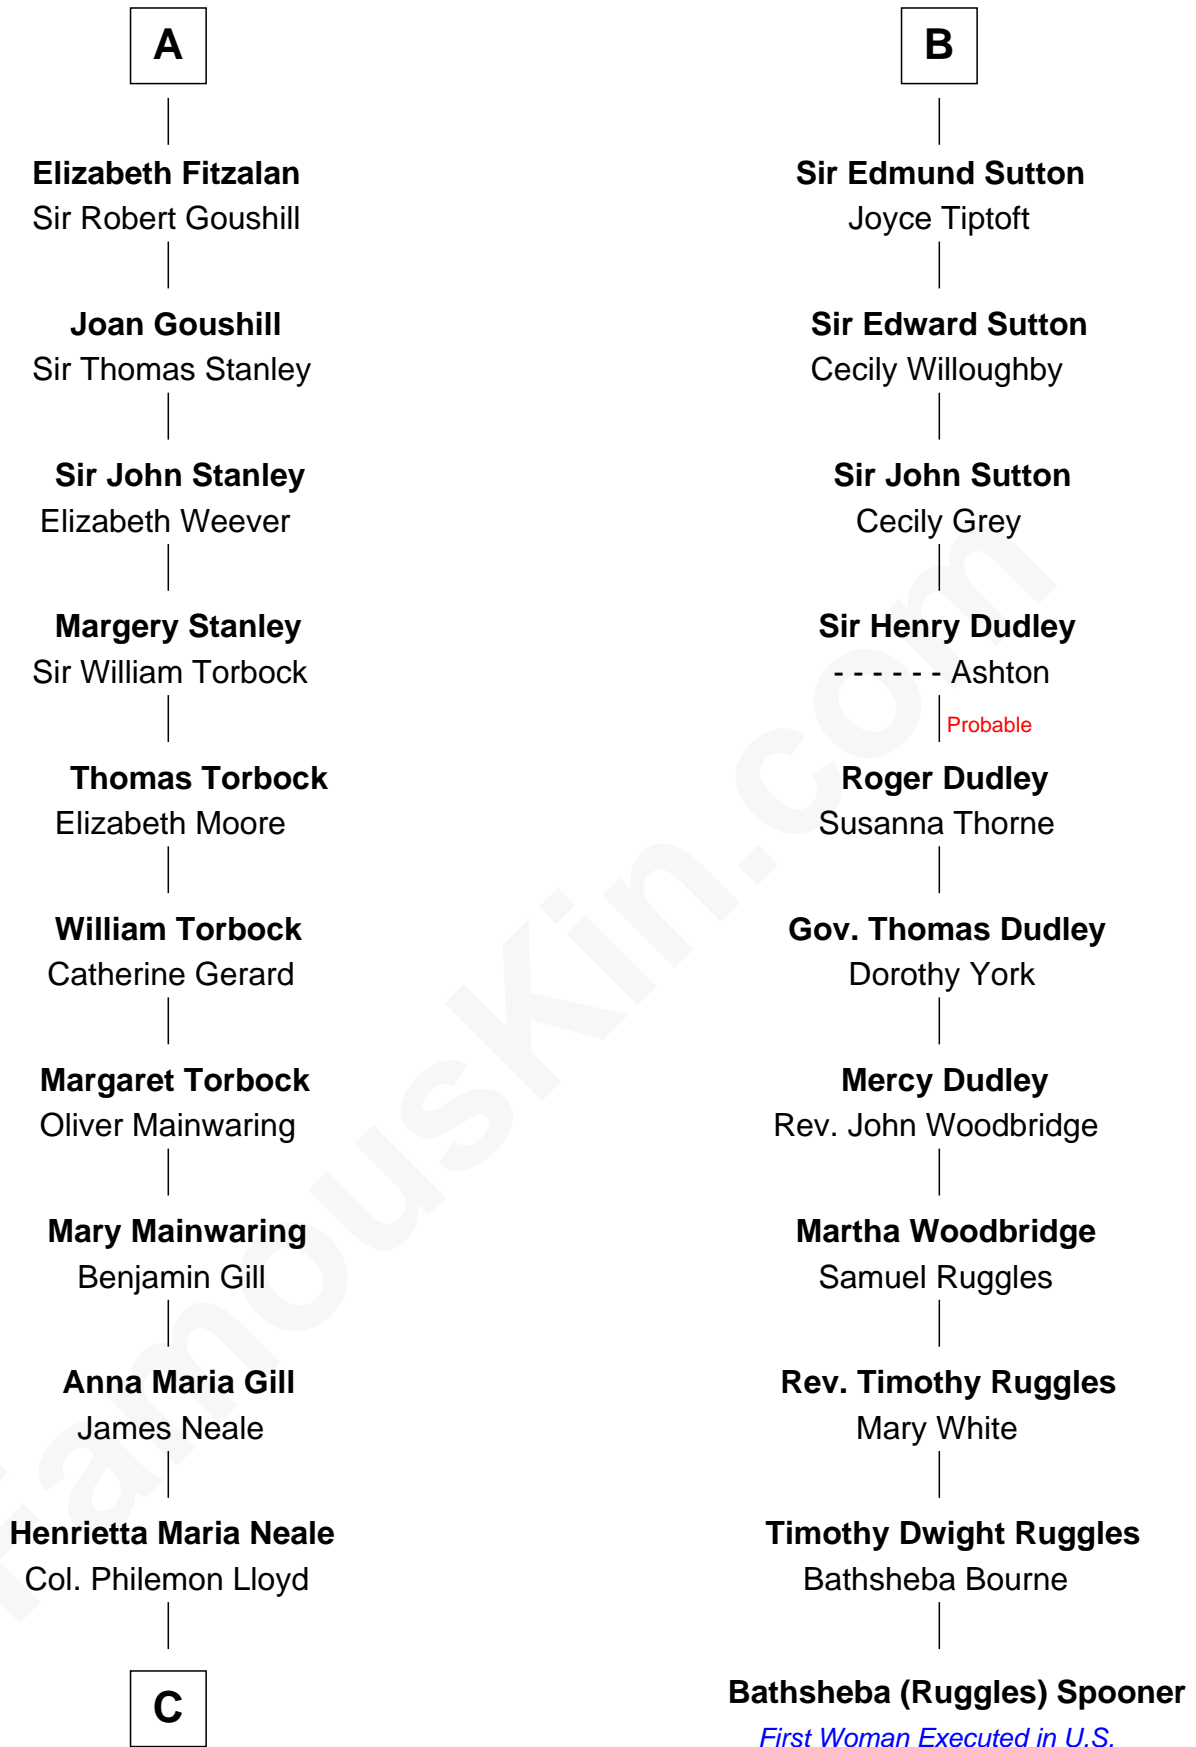 A
Elizabeth Fitzalan
Sir Robert Goushill
Joan Goushill
Sir Thomas Stanley
Sir John Stanley
Elizabeth Weever
Margery Stanley
Sir William Torbock
Thomas Torbock
Elizabeth Moore
William Torbock
Catherine Gerard
Margaret Torbock
Oliver Mainwaring
Mary Mainwaring
Benjamin Gill
Anna Maria Gill
James Neale
Henrietta Maria Neale
Col. Philemon Lloyd
C
B
Sir Edmund Sutton
Joyce Tiptoft
Sir Edward Sutton
Cecily Willoughby
Sir John Sutton
Cecily Grey
Sir Henry Dudley
- - - - - - Ashton
Probable
Roger Dudley
Susanna Thorne
Gov. Thomas Dudley
Dorothy York
Mercy Dudley
Rev. John Woodbridge
Martha Woodbridge
Samuel Ruggles
Rev. Timothy Ruggles
Mary White
Timothy Dwight Ruggles
Bathsheba Bourne
Bathsheba (Ruggles) Spooner
First Woman Executed in U.S.
FamousKin.com